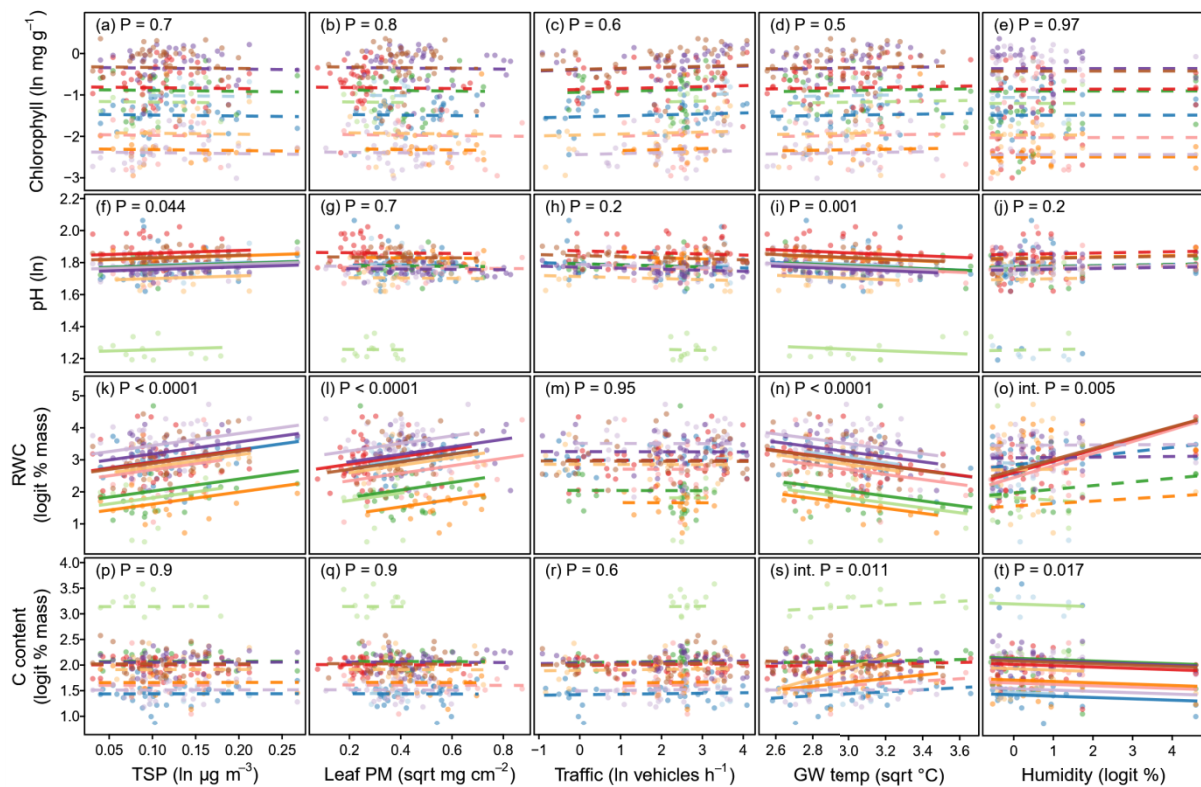 (a) P = 0.7
(b) P = 0.8
(c) P = 0.6
(d) P = 0.5
(e) P = 0.97
Chlorophyll (ln mg g⁻¹)
0
−1
−2
−3
(f) P = 0.044
(g) P = 0.7
(h) P = 0.2
(i) P = 0.001
(j) P = 0.2
pH (ln)
2.2
2.0
1.8
1.6
1.4
1.2
(k) P < 0.0001
(l) P < 0.0001
(m) P = 0.95
(n) P < 0.0001
(o) int. P = 0.005
RWC
(logit % mass)
5
4
3
2
1
(p) P = 0.9
(q) P = 0.9
(r) P = 0.6
(s) int. P = 0.011
(t) P = 0.017
C content
(logit % mass)
4.0
3.5
3.0
2.5
2.0
1.5
1.0
0.05 0.10 0.15 0.20 0.25
0.2 0.4 0.6 0.8
−1 0 1 2 3 4
2.6 2.8 3.0 3.2 3.4 3.6
0 1 2 3 4
TSP (ln µg m⁻³)
Leaf PM (sqrt mg cm⁻²)
Traffic (ln vehicles h⁻¹)
GW temp (sqrt °C)
Humidity (logit %)